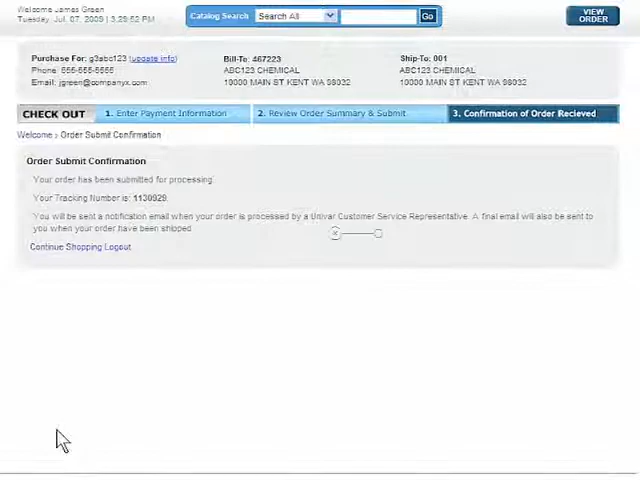 Welcome James Green
Tuesday, Jul. 07, 2009 | 3:29:52 PM
Catalog Search
Search All
Go
VIEW ORDER
Purchase For: g3abc123 (update info)
Phone: 555-555-5555
Email: jgreen@companyx.com
Bill-To: 467223
ABC123 CHEMICAL
10000 MAIN ST KENT WA 98032
Ship-To: 001
ABC123 CHEMICAL
10000 MAIN ST KENT WA 98032
CHECK OUT
1. Enter Payment Information
2. Review Order Summary & Submit
3. Confirmation of Order Recieved
Welcome > Order Submit Confirmation
Order Submit Confirmation
Your order has been submitted for processing.
Your Tracking Number is: 1130929.
You will be sent a notification email when your order is processed by a Univar Customer Service Representative. A final email will also be sent to
you when your order have been shipped.
Continue Shopping Logout